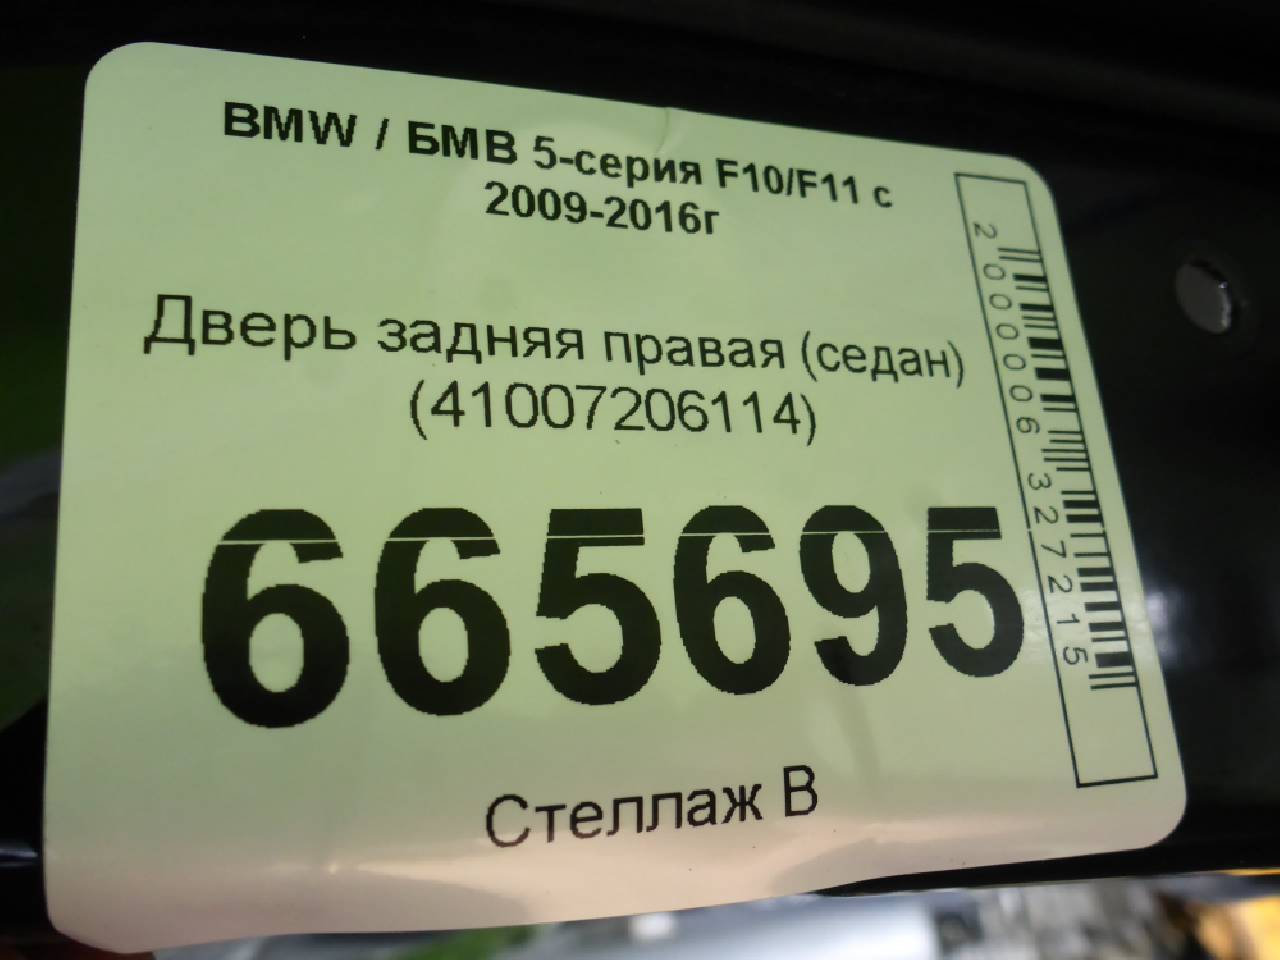 BMW / БМВ 5-серия F10/F11 с
2009-2016г
Дверь задняя правая (седан)
(41007206114)
665695
Стеллаж В
2000006327215